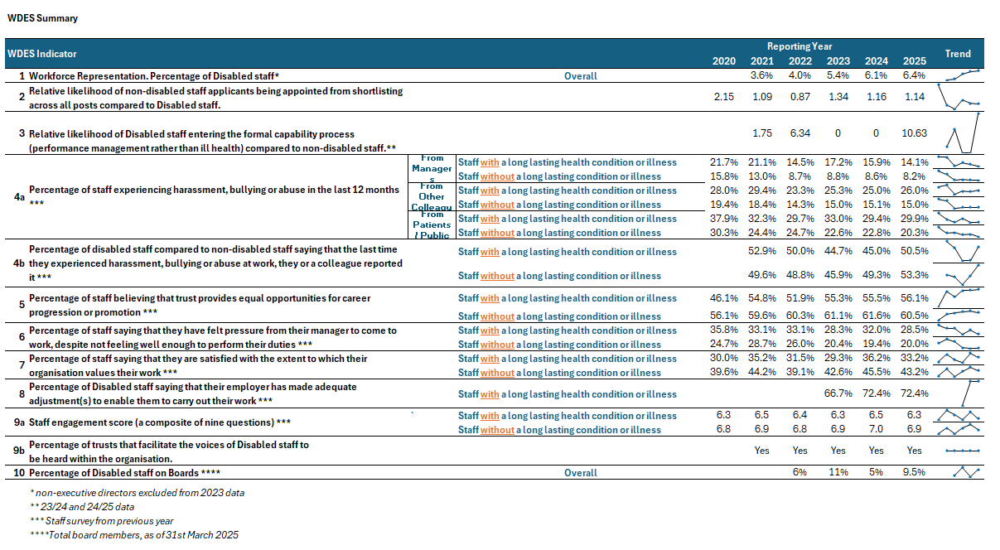 WDES Summary
WDES Indicator Reporting Year Trend
2020 2021 2022 2023 2024 2025
1 Workforce Representation. Percentage of Disabled staff* Overall 3.6% 4.0% 5.4% 6.1% 6.4%
2 Relative likelihood of non-disabled staff applicants being appointed from shortlisting
across all posts compared to Disabled staff. 2.15 1.09 0.87 1.34 1.16 1.14
3 Relative likelihood of Disabled staff entering the formal capability process
(performance management rather than ill health) compared to non-disabled staff.** 1.75 6.34 0 0 10.63
4a Percentage of staff experiencing harassment, bullying or abuse in the last 12 months
***
From
Manager
s
Staff with a long lasting health condition or illness 21.7% 21.1% 14.5% 17.2% 15.9% 14.1%
Staff without a long lasting condition or illness 15.8% 13.0% 8.7% 8.8% 8.6% 8.2%
From
Other
Colleagu
Staff with a long lasting health condition or illness 28.0% 29.4% 23.3% 25.3% 25.0% 26.0%
Staff without a long lasting condition or illness 19.4% 18.4% 14.3% 15.0% 15.1% 15.0%
From
Patients
/ Public
Staff with a long lasting health condition or illness 37.9% 32.3% 29.7% 33.0% 29.4% 29.9%
Staff without a long lasting condition or illness 30.3% 24.4% 24.7% 22.6% 22.8% 20.3%
4b Percentage of disabled staff compared to non-disabled staff saying that the last time
they experienced harassment, bullying or abuse at work, they or a colleague reported
it ***
Staff with a long lasting health condition or illness 52.9% 50.0% 44.7% 45.0% 50.5%
Staff without a long lasting condition or illness 49.6% 48.8% 45.9% 49.3% 53.3%
5 Percentage of staff believing that trust provides equal opportunities for career
progression or promotion ***
Staff with a long lasting health condition or illness 46.1% 54.8% 51.9% 55.3% 55.5% 56.1%
Staff without a long lasting condition or illness 56.1% 59.6% 60.3% 61.1% 61.6% 60.5%
6 Percentage of staff saying that they have felt pressure from their manager to come to
work, despite not feeling well enough to perform their duties ***
Staff with a long lasting health condition or illness 35.8% 33.1% 33.1% 28.3% 32.0% 28.5%
Staff without a long lasting condition or illness 24.7% 28.7% 26.0% 20.4% 19.4% 20.0%
7 Percentage of staff saying that they are satisfied with the extent to which their
organisation values their work ***
Staff with a long lasting health condition or illness 30.0% 35.2% 31.5% 29.3% 36.2% 33.2%
Staff without a long lasting condition or illness 39.6% 44.2% 39.1% 42.6% 45.5% 43.2%
8 Percentage of Disabled staff saying that their employer has made adequate
adjustment(s) to enable them to carry out their work ***
Staff with a long lasting health condition or illness 66.7% 72.4% 72.4%
9a Staff engagement score (a composite of nine questions) *** `
Staff with a long lasting health condition or illness 6.3 6.5 6.4 6.3 6.5 6.3
Staff without a long lasting condition or illness 6.8 6.9 6.8 6.9 7.0 6.9
9b Percentage of trusts that facilitate the voices of Disabled staff to
be heard within the organisation. Yes Yes Yes Yes Yes
10 Percentage of Disabled staff on Boards **** Overall 6% 11% 5% 9.5%
* non-executive directors excluded from 2023 data
** 23/24 and 24/25 data
*** Staff survey from previous year
****Total board members, as of 31st March 2025